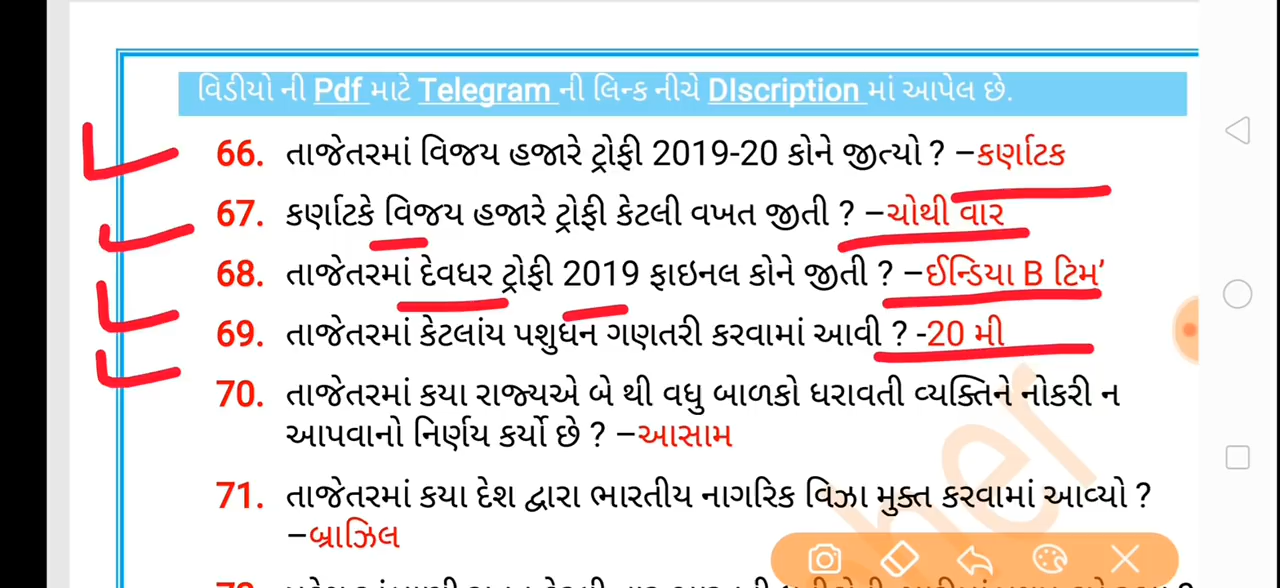 વિડીયો ની Pdf માટે Telegram ની લિન્ક નીચે DIscription માં આપેલ છે.
66. તાજેતરમાં વિજય હજારે ટ્રોફી 2019-20 કોને જીત્યો ? –કર્ણાટક
67. કર્ણાટકે વિજય હજારે ટ્રોફી કેટલી વખત જીતી ? –ચોથી વાર
68. તાજેતરમાં દેવધર ટ્રોફી 2019 ફાઇનલ કોને જીતી ? –ઈન્ડિયા B ટિમ’
69. તાજેતરમાં કેટલાંય પશુધન ગણતરી કરવામાં આવી ? -20 મી
70. તાજેતરમાં કયા રાજ્યએ બે થી વધુ બાળકો ધરાવતી વ્યક્તિને નોકરી ન
આપવાનો નિર્ણય કર્યો છે ? –આસામ
71. તાજેતરમાં કયા દેશ દ્વારા ભારતીય નાગરિક વિઝા મુક્ત કરવામાં આવ્યો ?
–બ્રાઝિલ
her